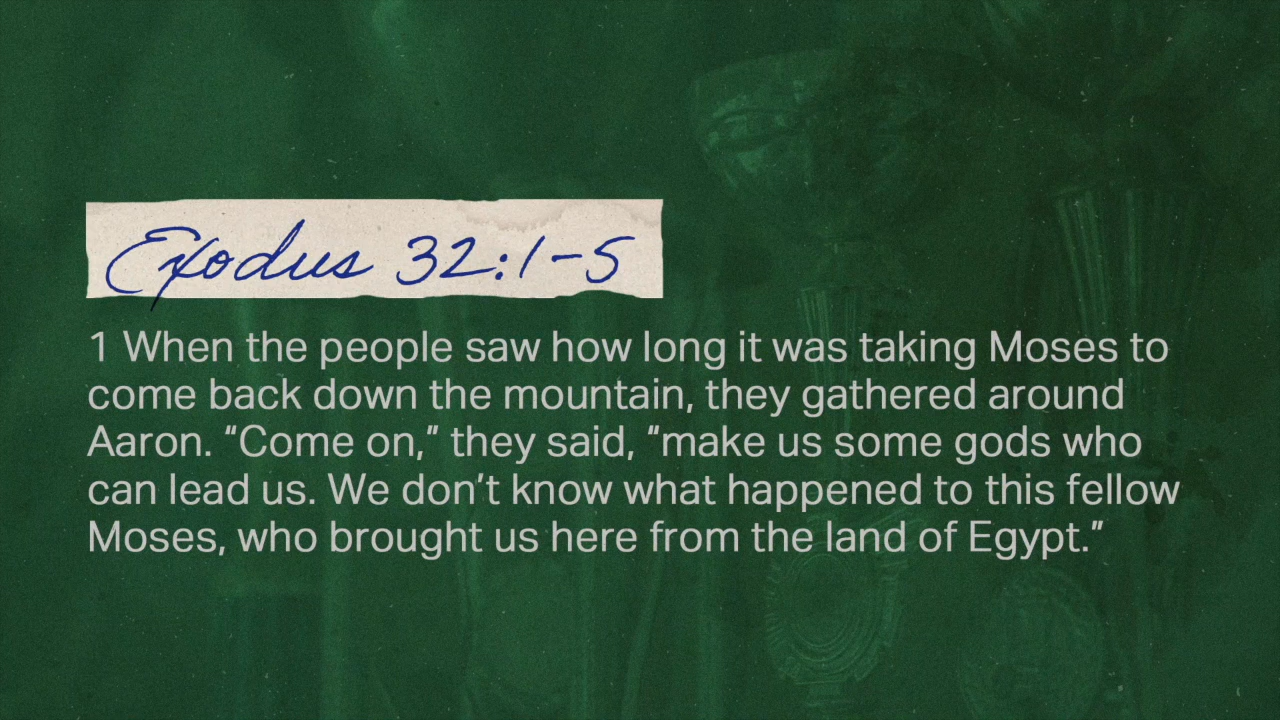 Exodus 32:1-5
1 When the people saw how long it was taking Moses to
come back down the mountain, they gathered around
Aaron. “Come on,” they said, “make us some gods who
can lead us. We don’t know what happened to this fellow
Moses, who brought us here from the land of Egypt.”